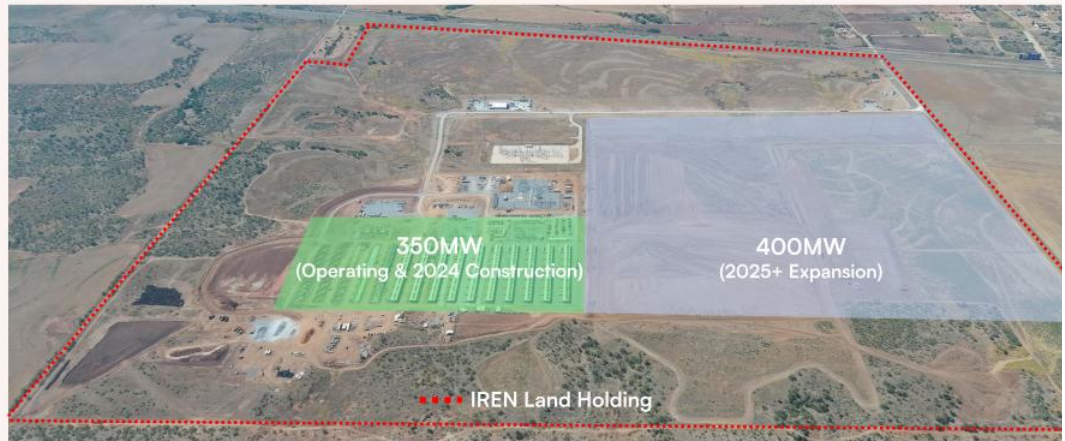 350MW
(Operating & 2024 Construction)
400MW
(2025+ Expansion)
IREN Land Holding